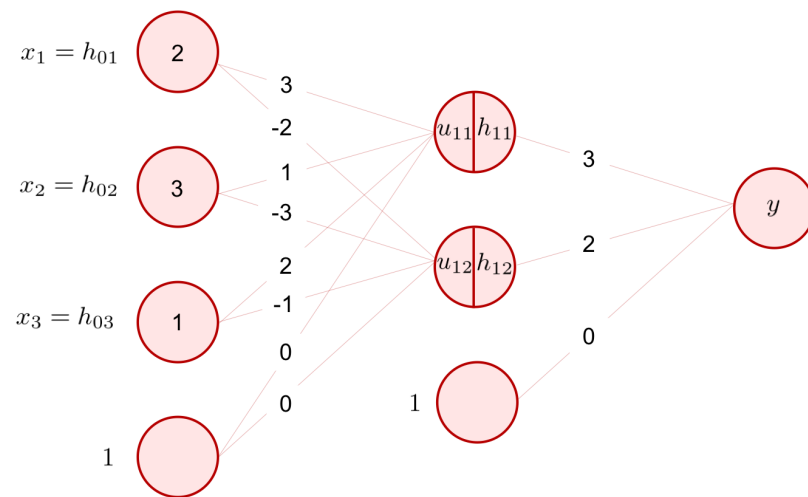 x₁ = h₀₁ 2
3
-2
u₁₁ h₁₁
x₂ = h₀₂ 3
1
-3
3
y
2
u₁₂ h₁₂
2
x₃ = h₀₃ 1
-1
0
0
0
1
1